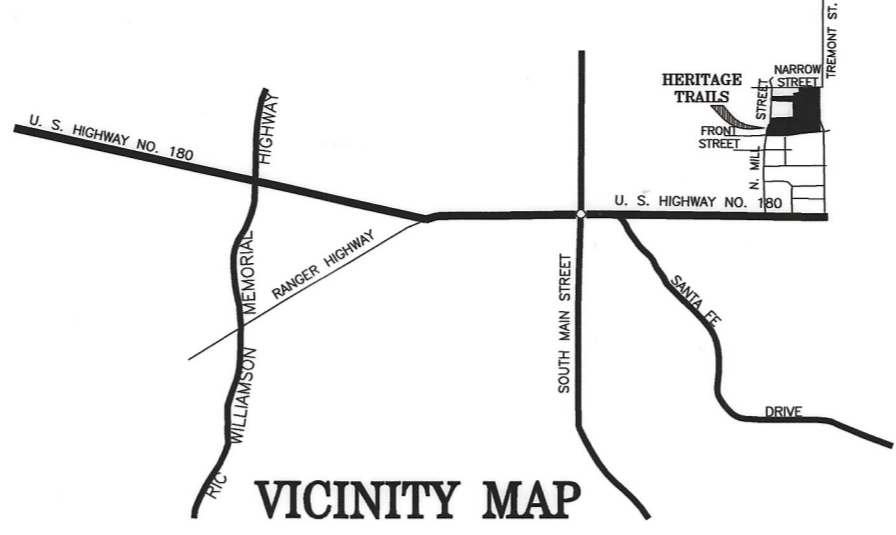 TREMONT ST.
NARROW
STREET
HERITAGE
TRAILS
N. MILL STREET
FRONT
STREET
U. S. HIGHWAY NO. 180
U. S. HIGHWAY NO. 180
RIC WILLIAMSON MEMORIAL HIGHWAY
RANGER HIGHWAY
SOUTH MAIN STREET
SANTA FE DRIVE
VICINITY MAP